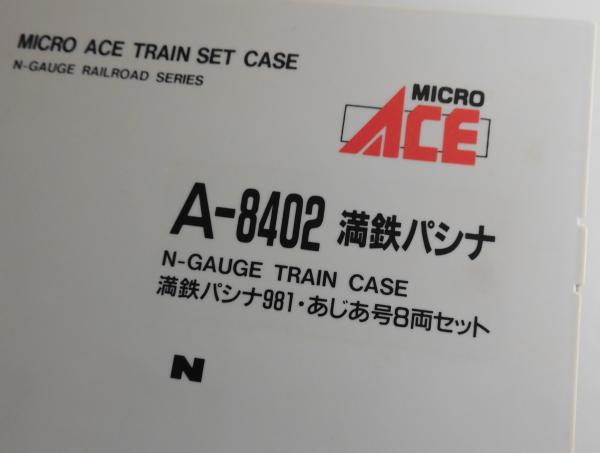 MICRO ACE TRAIN SET CASE
N-GAUGE RAILROAD SERIES
MICRO
ACE
A-8402 満鉄パシナ
N-GAUGE TRAIN CASE
満鉄パシナ981・あじあ号8両セット
N